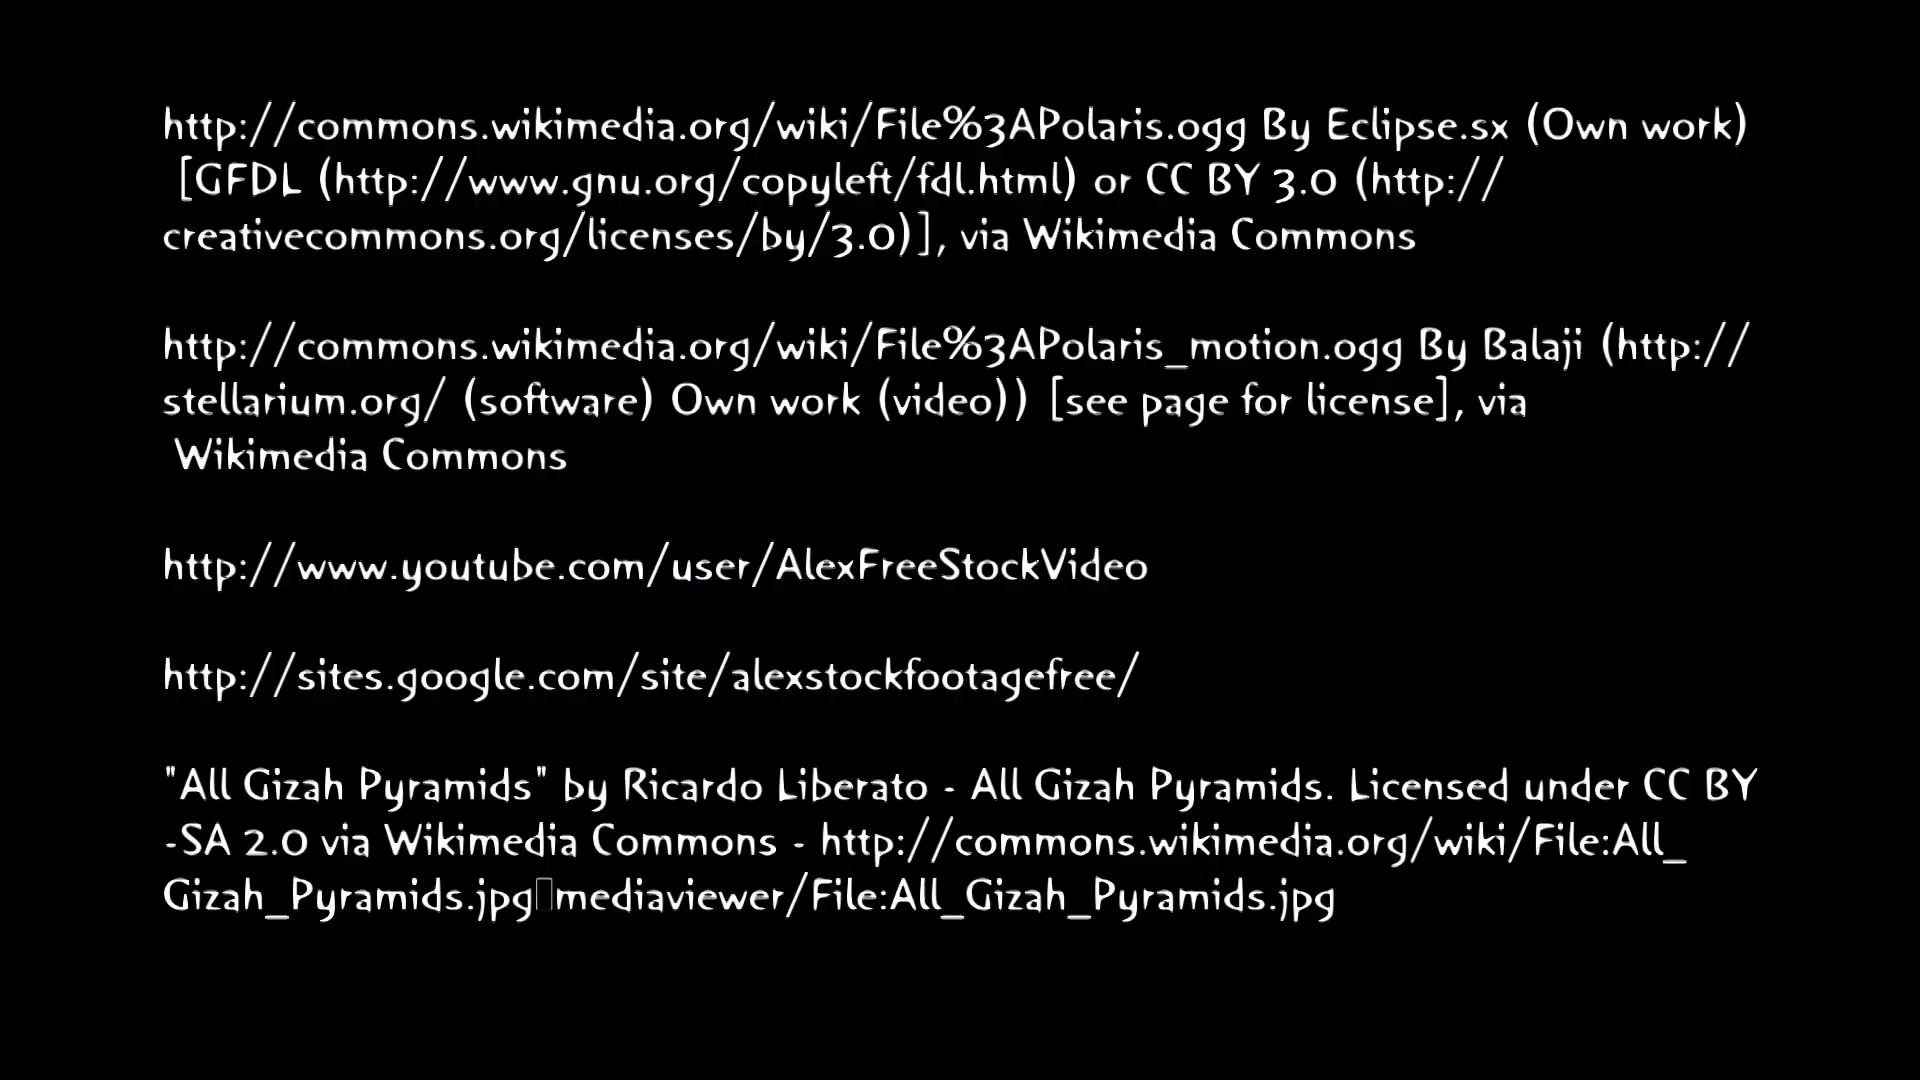 http://commons.wikimedia.org/wiki/File%3APolaris.ogg By Eclipse.sx (Own work)
[GFDL (http://www.gnu.org/copyleft/fdl.html) or CC BY 3.0 (http://
creativecommons.org/licenses/by/3.0)], via Wikimedia Commons
http://commons.wikimedia.org/wiki/File%3APolaris_motion.ogg By Balaji (http://
stellarium.org/ (software) Own work (video)) [see page for license], via
Wikimedia Commons
http://www.youtube.com/user/AlexFreeStockVideo
http://sites.google.com/site/alexstockfootagefree/
"All Gizah Pyramids" by Ricardo Liberato - All Gizah Pyramids. Licensed under CC BY
-SA 2.0 via Wikimedia Commons - http://commons.wikimedia.org/wiki/File:All_
Gizah_Pyramids.jpg▯mediaviewer/File:All_Gizah_Pyramids.jpg